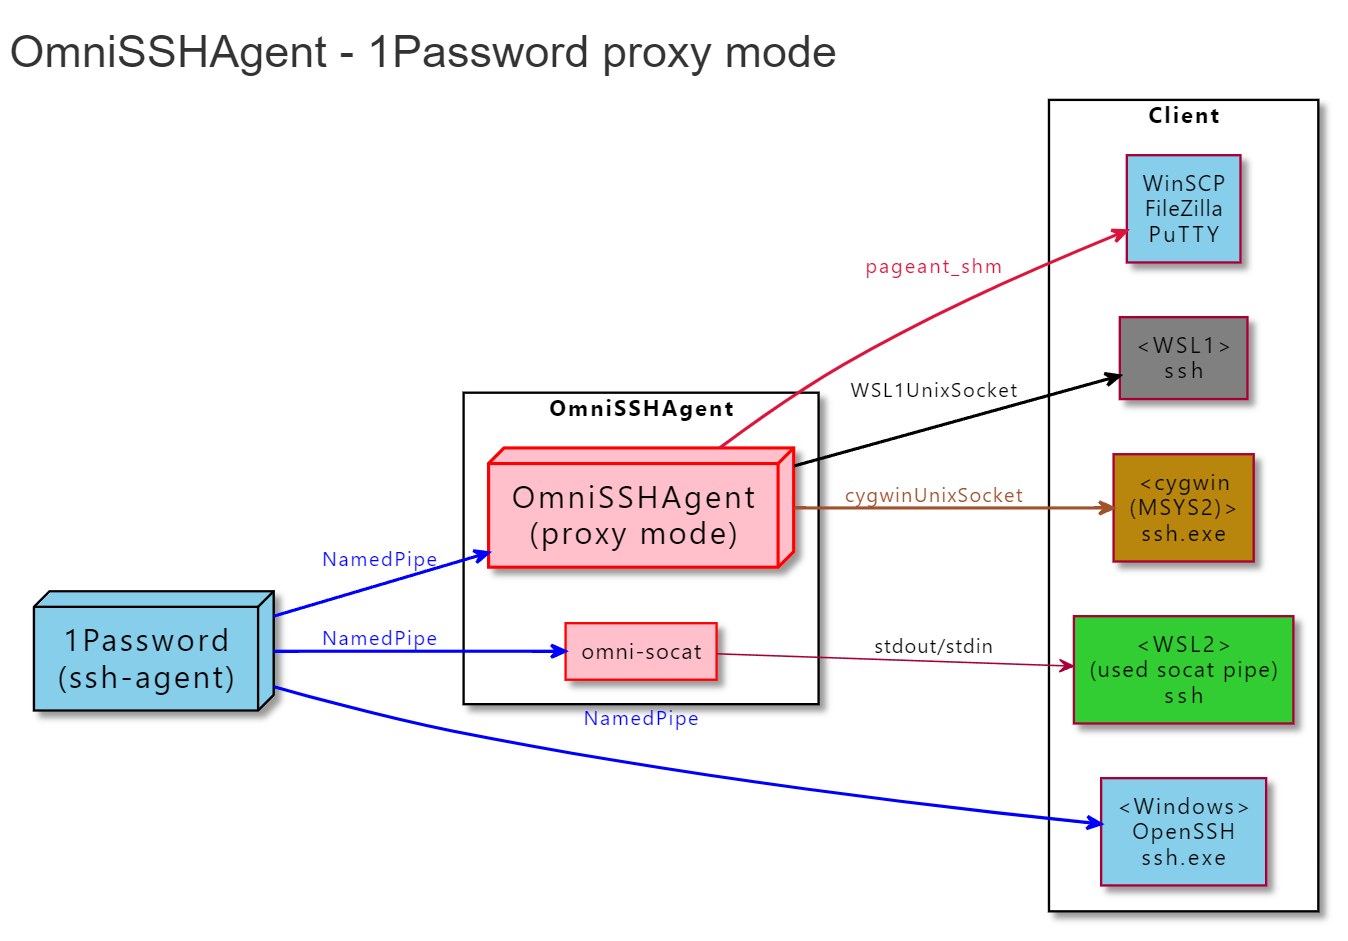 OmniSSHAgent - 1Password proxy mode
Client
WinSCP
FileZilla
PuTTY
pageant_shm
<WSL1>
ssh
WSL1UnixSocket
OmniSSHAgent
OmniSSHAgent
(proxy mode)
cygwinUnixSocket
<cygwin
(MSYS2)>
ssh.exe
NamedPipe
1Password
(ssh-agent)
NamedPipe
omni-socat
stdout/stdin
<WSL2>
(used socat pipe)
ssh
NamedPipe
<Windows>
OpenSSH
ssh.exe